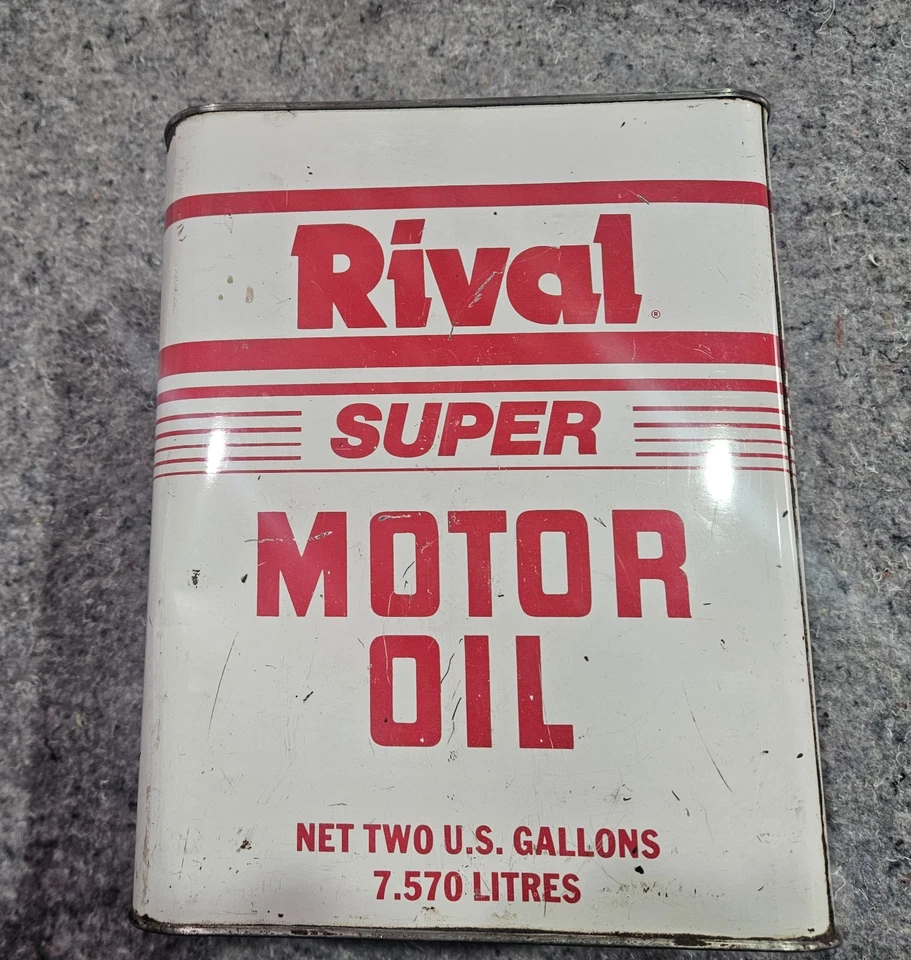 Rival®
SUPER
MOTOR
OIL
NET TWO U.S. GALLONS
7.570 LITRES